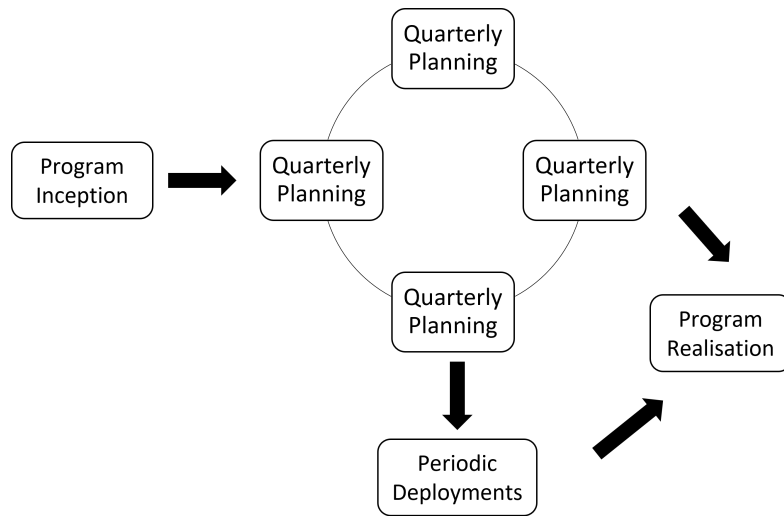 Quarterly
Planning
Program
Inception
Quarterly
Planning
Quarterly
Planning
Quarterly
Planning
Program
Realisation
Periodic
Deployments